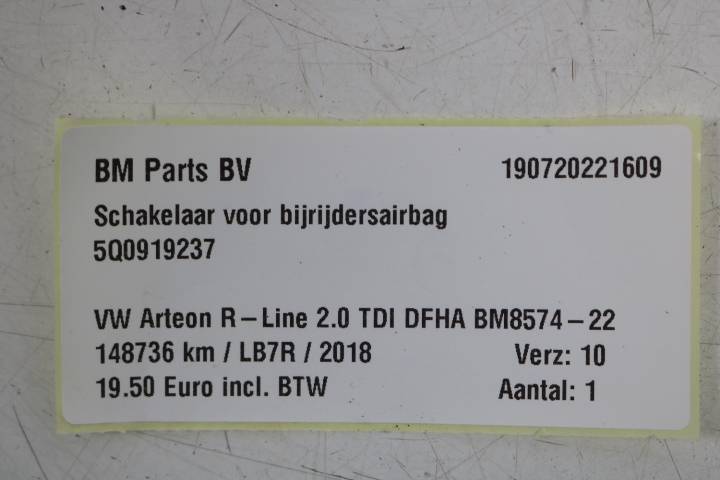 BM Parts BV 190720221609
Schakelaar voor bijrijdersairbag
5Q0919237
VW Arteon R-Line 2.0 TDI DFHA BM8574-22
148736 km / LB7R / 2018 Verz: 10
19.50 Euro incl. BTW Aantal: 1